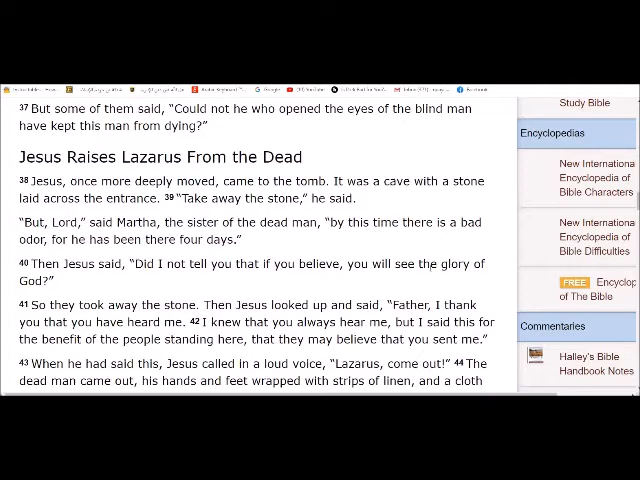 Google
YouTube
Facebook
37 But some of them said, “Could not he who opened the eyes of the blind man
have kept this man from dying?”
Jesus Raises Lazarus From the Dead
38 Jesus, once more deeply moved, came to the tomb. It was a cave with a stone
laid across the entrance. 39 “Take away the stone,” he said.
“But, Lord,” said Martha, the sister of the dead man, “by this time there is a bad
odor, for he has been there four days.”
40 Then Jesus said, “Did I not tell you that if you believe, you will see the glory of
God?”
41 So they took away the stone. Then Jesus looked up and said, “Father, I thank
you that you have heard me. 42 I knew that you always hear me, but I said this for
the benefit of the people standing here, that they may believe that you sent me.”
43 When he had said this, Jesus called in a loud voice, “Lazarus, come out!” 44 The
dead man came out, his hands and feet wrapped with strips of linen, and a cloth
Study Bible
Encyclopedias
New Internationa
Encyclopedia of
Bible Characters
New Internationa
Encyclopedia of
Bible Difficulties
FREE Encyclop
of The Bible
Commentaries
Halley's Bible
Handbook Notes